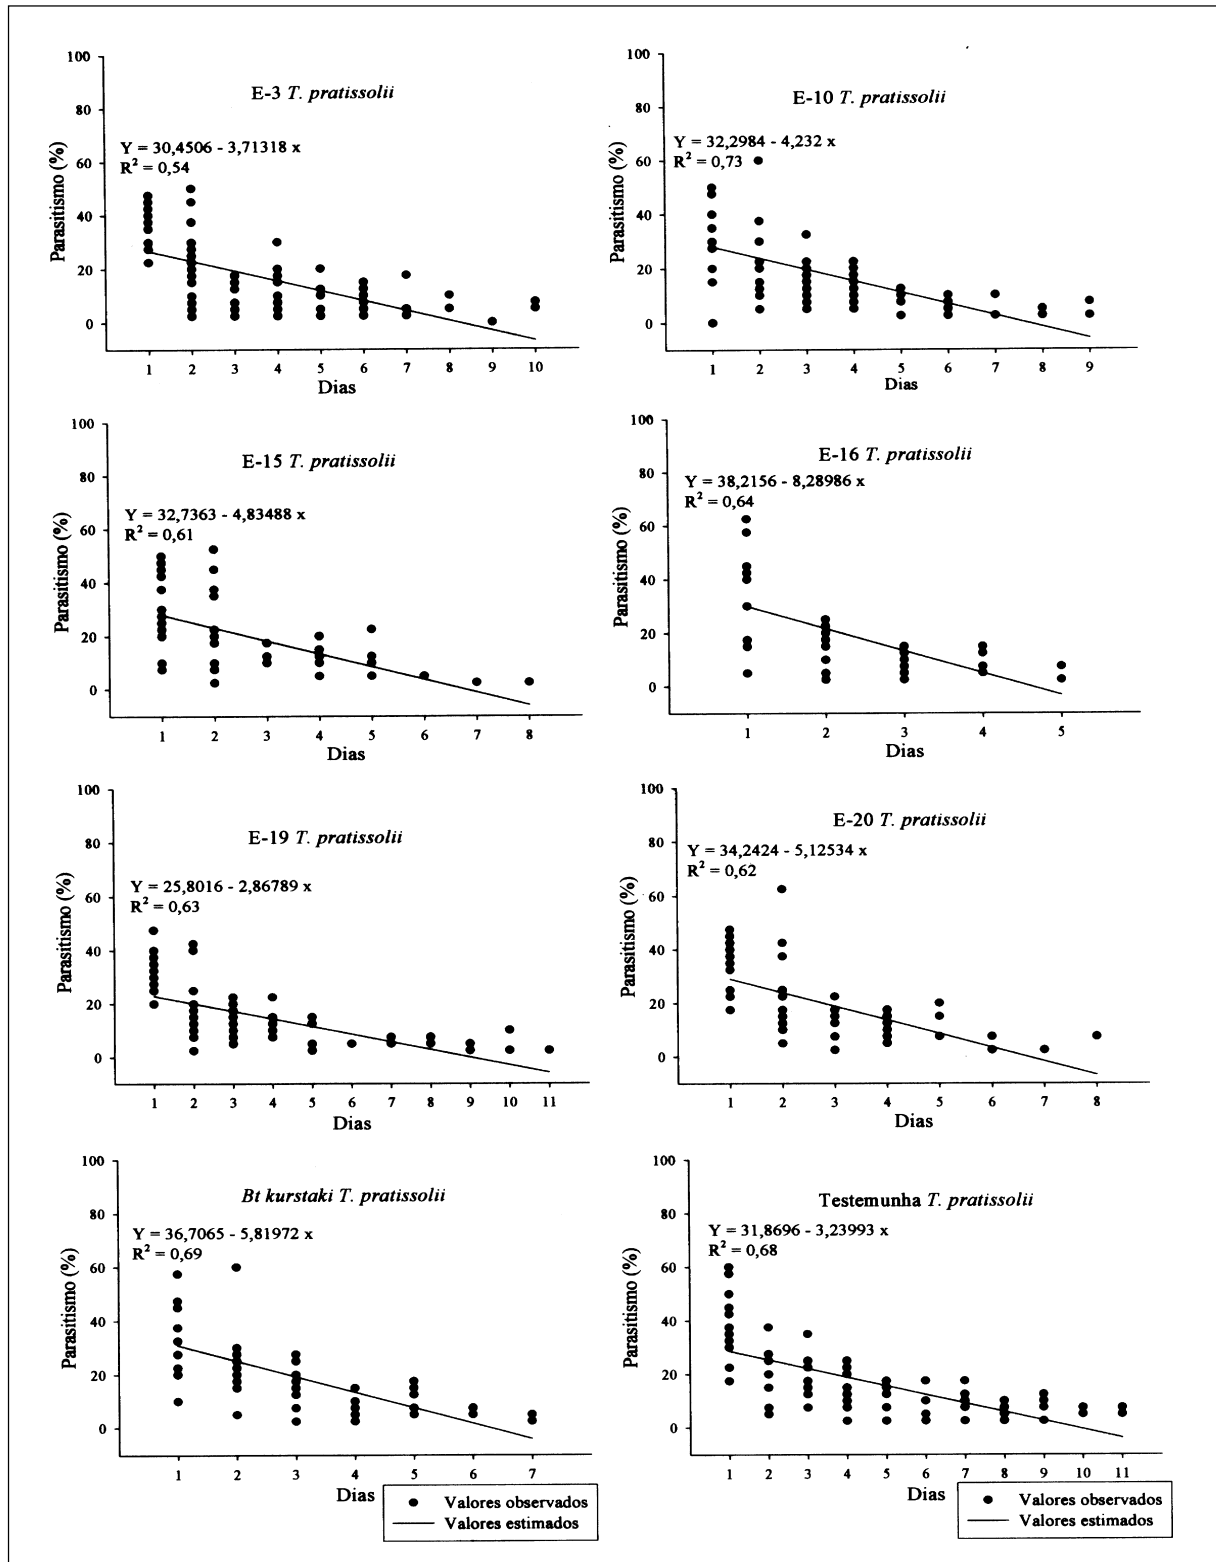 E-3 T. pratissolii
Y = 30,4506 - 3,71318 x
R² = 0,54
Parasitismo (%)
100
80
60
40
20
0
1 2 3 4 5 6 7 8 9 10
Dias
E-10 T. pratissolii
Y = 32,2984 - 4,232 x
R² = 0,73
Parasitismo (%)
100
80
60
40
20
0
1 2 3 4 5 6 7 8 9
Dias
E-15 T. pratissolii
Y = 32,7363 - 4,83488 x
R² = 0,61
Parasitismo (%)
100
80
60
40
20
0
1 2 3 4 5 6 7 8
Dias
E-16 T. pratissolii
Y = 38,2156 - 8,28986 x
R² = 0,64
Parasitismo (%)
100
80
60
40
20
0
1 2 3 4 5
Dias
E-19 T. pratissolii
Y = 25,8016 - 2,86789 x
R² = 0,63
Parasitismo (%)
100
80
60
40
20
0
1 2 3 4 5 6 7 8 9 10 11
Dias
E-20 T. pratissolii
Y = 34,2424 - 5,12534 x
R² = 0,62
Parasitismo (%)
100
80
60
40
20
0
1 2 3 4 5 6 7 8
Dias
Bt kurstaki T. pratissolii
Y = 36,7065 - 5,81972 x
R² = 0,69
Parasitismo (%)
100
80
60
40
20
0
1 2 3 4 5 6 7
Dias
Valores observados
Valores estimados
Testemunha T. pratissolii
Y = 31,8696 - 3,23993 x
R² = 0,68
Parasitismo (%)
100
80
60
40
20
0
1 2 3 4 5 6 7 8 9 10 11
Dias
Valores observados
Valores estimados